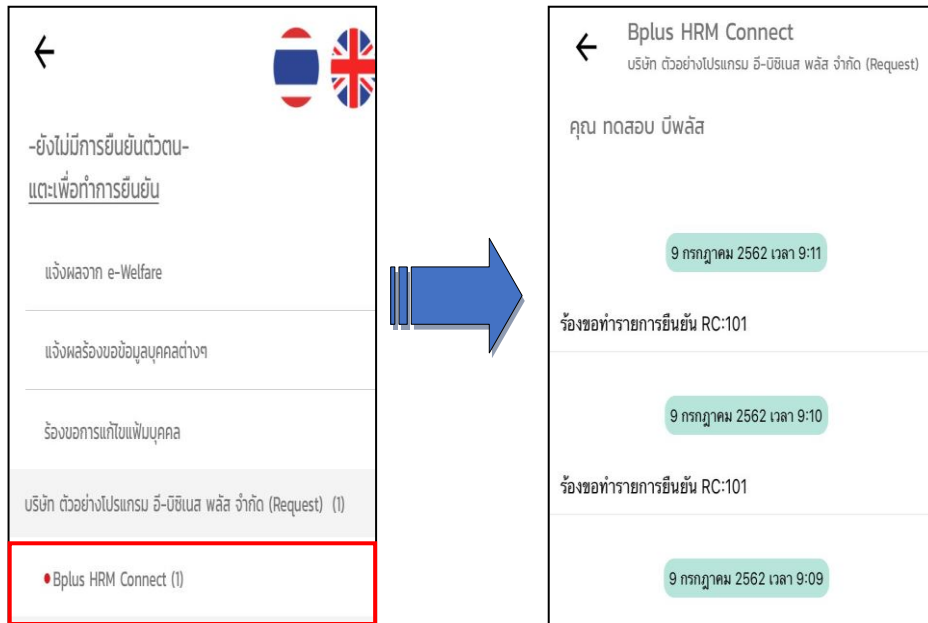 -ยังไม่มีการยืนยันตัวตน-
แตะเพื่อทำการยืนยัน
แจ้งผลจาก e-Welfare
แจ้งผลร้องขอข้อมูลบุคคลต่างๆ
ร้องขอการแก้ไขแฟ้มบุคคล
บริษัท ตัวอย่างโปรแกรม อี-บิซิเนส พลัส จำกัด (Request) (1)
Bplus HRM Connect (1)
Bplus HRM Connect
บริษัท ตัวอย่างโปรแกรม อี-บิซิเนส พลัส จำกัด (Request)
คุณ ทดสอบ บีพลัส
9 กรกฎาคม 2562 เวลา 9:11
ร้องขอทำรายการยืนยัน RC:101
9 กรกฎาคม 2562 เวลา 9:10
ร้องขอทำรายการยืนยัน RC:101
9 กรกฎาคม 2562 เวลา 9:09